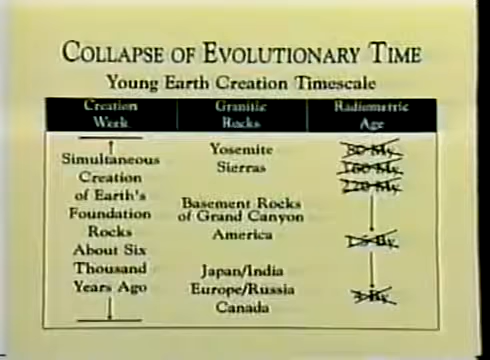 COLLAPSE OF EVOLUTIONARY TIME
Young Earth Creation Timescale
Creation Week
Granitic Rocks
Radiometric Age
Simultaneous
Creation
of Earth's
Foundation
Rocks
About Six
Thousand
Years Ago
Yosemite
Sierras
Basement Rocks
of Grand Canyon
America
Japan/India
Europe/Russia
Canada
80 My
160 My
220 My
1.5 By